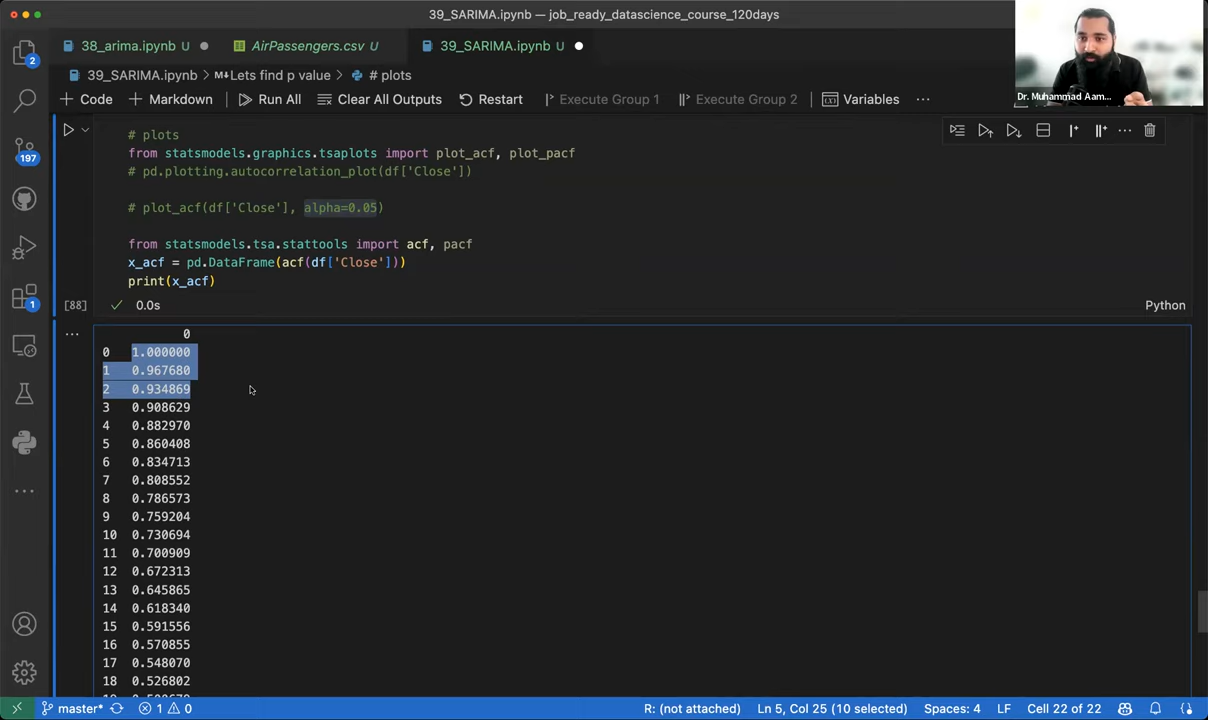 39_SARIMA.ipynb — job_ready_datascience_course_120days
38_arima.ipynb U
AirPassengers.csv U
39_SARIMA.ipynb U
39_SARIMA.ipynb > M↓Lets find p value > # plots
+ Code + Markdown Run All Clear All Outputs Restart Execute Group 1 Execute Group 2 Variables ...
Dr. Muhammad Aam...
2
197
1
# plots
from statsmodels.graphics.tsaplots import plot_acf, plot_pacf
# pd.plotting.autocorrelation_plot(df['Close'])
# plot_acf(df['Close'], alpha=0.05)
from statsmodels.tsa.stattools import acf, pacf
x_acf = pd.DataFrame(acf(df['Close']))
print(x_acf)
[88] 0.0s Python
0
0 1.000000
1 0.967680
2 0.934869
3 0.908629
4 0.882970
5 0.860408
6 0.834713
7 0.808552
8 0.786573
9 0.759204
10 0.730694
11 0.700909
12 0.672313
13 0.645865
14 0.618340
15 0.591556
16 0.570855
17 0.548070
18 0.526802
master* 1 0 R: (not attached) Ln 5, Col 25 (10 selected) Spaces: 4 LF Cell 22 of 22